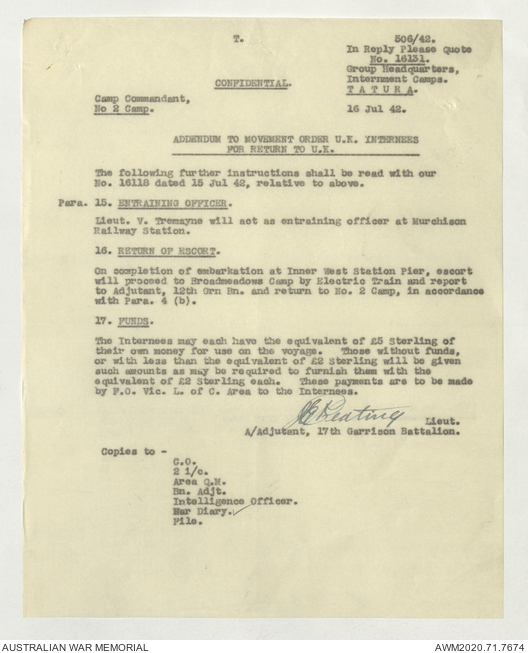 T.
506/42.
In Reply Please Quote
No. 16131.
Group Headquarters,
Internment Camps.
TATURA.
CONFIDENTIAL.
Camp Commandant,
No 2 Camp.
16 Jul 42.
ADDENDUM TO MOVEMENT ORDER U.K. INTERNEES
FOR RETURN TO U.K.
The following further instructions shall be read with our
No. 16118 dated 15 Jul 42, relative to above.
Para. 15. ENTRAINING OFFICER.
Lieut. V. Tremayne will act as entraining officer at Murchison
Railway Station.
16. RETURN OF ESCORT.
On completion of embarkation at Inner West Station Pier, escort
will proceed to Broadmeadows Camp by Electric Train and report
to Adjutant, 12th Grn Bn. and return to No. 2 Camp, in accordance
with Para. 4 (b).
17. FUNDS.
The Internees may each have the equivalent of £5 Sterling of
their own money for use on the voyage. Those without funds,
or with less than the equivalent of £2 Sterling will be given
such amounts as may be required to furnish them with the
equivalent of £2 Sterling each. These payments are to be made
by F.O. Vic. L. of C. Area to the Internees.
Keating Lieut.
A/Adjutant, 17th Garrison Battalion.
Copies to -
C.O.
2 i/c.
Area Q.M.
Bn. Adjt.
Intelligence Officer.
War Diary.
File.
AUSTRALIAN WAR MEMORIAL
AWM2020.71.7674